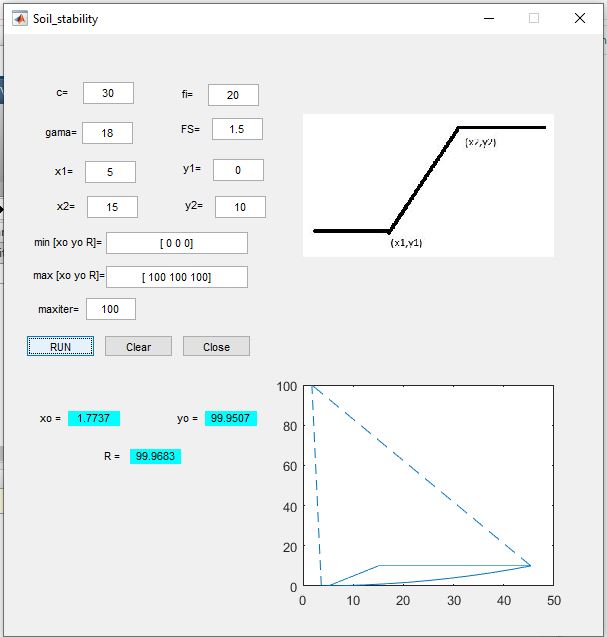 Soil_stability
c= 30 fi= 20
gama= 18 FS= 1.5
x1= 5 y1= 0
x2= 15 y2= 10
min [xo yo R]= [ 0 0 0]
max [xo yo R]= [ 100 100 100]
maxiter= 100
RUN Clear Close
(x2,y2)
(x1,y1)
xo = 1.7737 yo = 99.9507
R = 99.9683
100
80
60
40
20
0
0 10 20 30 40 50